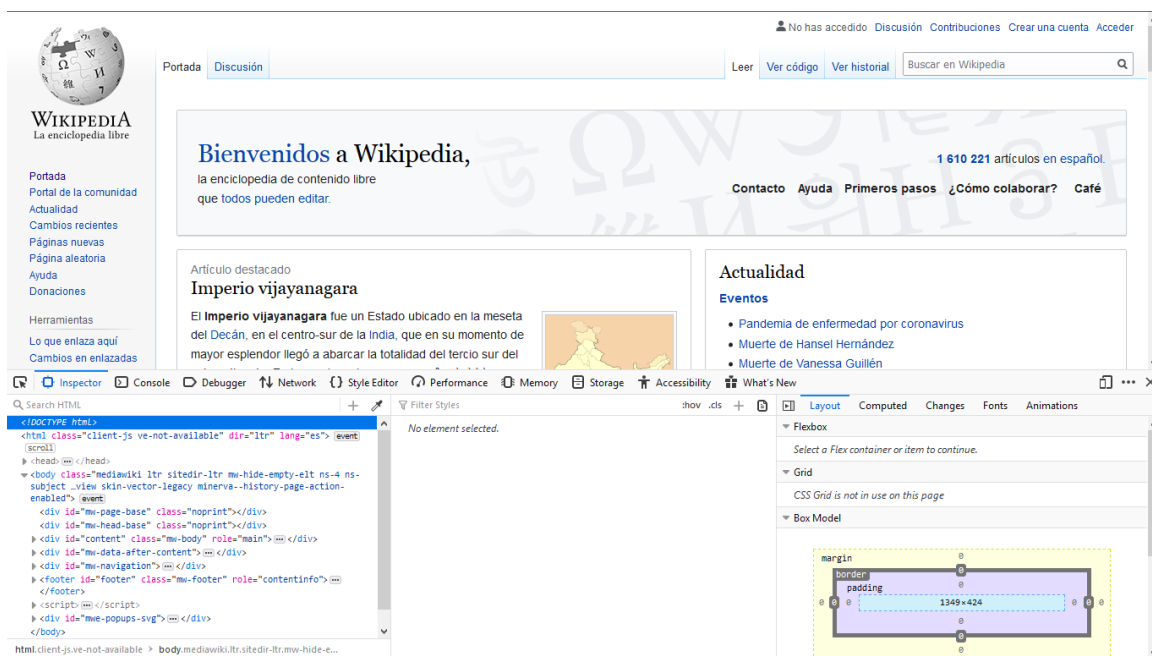 No has accedido Discusión Contribuciones Crear una cuenta Acceder
Portada Discusión
Leer Ver código Ver historial Buscar en Wikipedia
WIKIPEDIA
La enciclopedia libre
Portada
Portal de la comunidad
Actualidad
Cambios recientes
Páginas nuevas
Página aleatoria
Ayuda
Donaciones
Herramientas
Lo que enlaza aquí
Cambios en enlazadas
Bienvenidos a Wikipedia,
la enciclopedia de contenido libre
que todos pueden editar.
1 610 221 artículos en español.
Contacto Ayuda Primeros pasos ¿Cómo colaborar? Café
Artículo destacado
Imperio vijayanagara
El Imperio vijayanagara fue un Estado ubicado en la meseta
del Decán, en el centro-sur de la India, que en su momento de
mayor esplendor llegó a abarcar la totalidad del tercio sur del
Actualidad
Eventos
• Pandemia de enfermedad por coronavirus
• Muerte de Hansel Hernández
• Muerte de Vanessa Guillén
Inspector Console Debugger Network {} Style Editor Performance Memory Storage Accessibility What's New
Search HTML
<!DOCTYPE html>
<html class="client-js ve-not-available" dir="ltr" lang="es"> event
scroll
<head>…</head>
<body class="mediawiki ltr sitedir-ltr mw-hide-empty-elt ns-4 ns-
subject …view skin-vector-legacy minerva--history-page-action-
enabled"> event
<div id="mw-page-base" class="noprint"></div>
<div id="mw-head-base" class="noprint"></div>
<div id="content" class="mw-body" role="main">…</div>
<div id="mw-data-after-content">…</div>
<div id="mw-navigation">…</div>
<footer id="footer" class="mw-footer" role="contentinfo">…
</footer>
<script>…</script>
<div id="mwe-popups-svg">…</div>
</body>
html.client-js.ve-not-available > body.mediawiki.ltr.sitedir-ltr.mw-hide-e...
Filter Styles :hov .cls +
No element selected.
Layout Computed Changes Fonts Animations
Flexbox
Select a Flex container or item to continue.
Grid
CSS Grid is not in use on this page
Box Model
margin 0
border 0
padding 0
0 0 0 1349×424 0 0 0
0
0
0